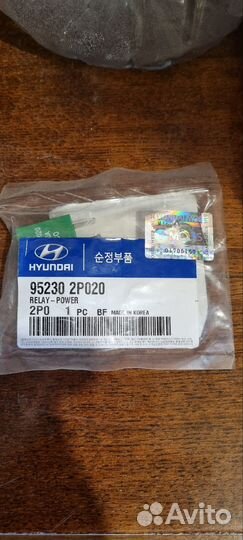 HYUNDAI
순정부품
95230 2P020
RELAY-POWER
2P0 1 PC BF MADE IN KOREA
Avito